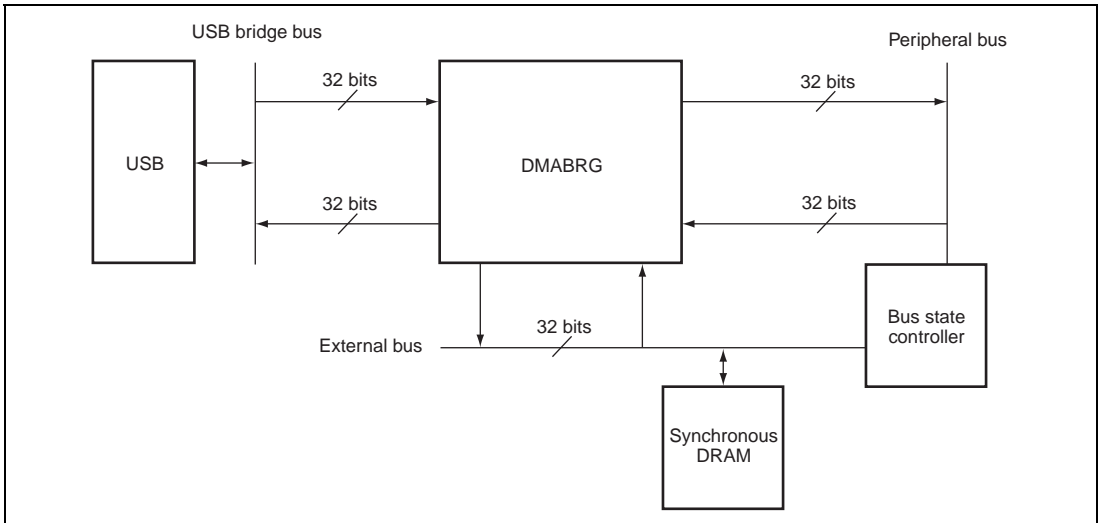 USB bridge bus
Peripheral bus
32 bits
32 bits
USB
DMABRG
32 bits
32 bits
Bus state
controller
32 bits
External bus
Synchronous
DRAM